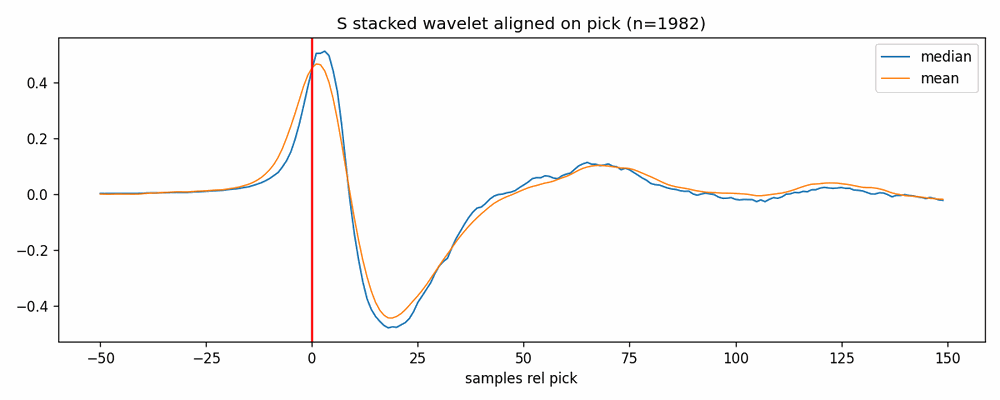 S stacked wavelet aligned on pick (n=1982)
median
mean
0.4
0.2
0.0
−0.2
−0.4
−50 −25 0 25 50 75 100 125 150
samples rel pick